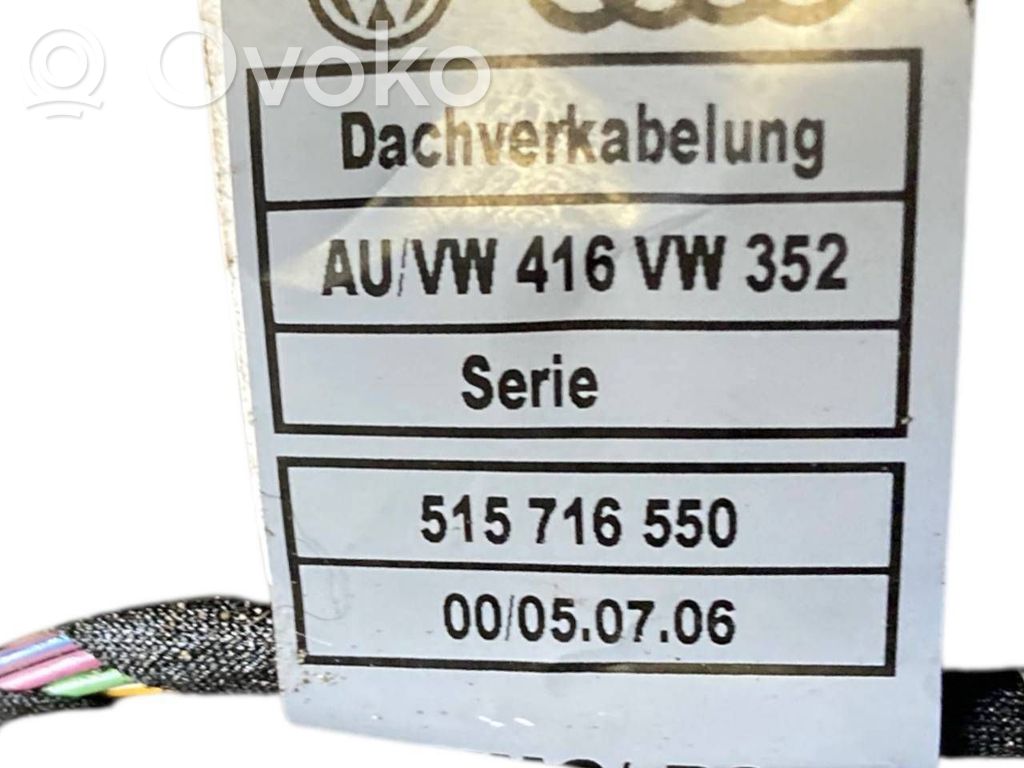 Ovoko
Dachverkabelung
AU/VW 416 VW 352
Serie
515 716 550
00/05.07.06